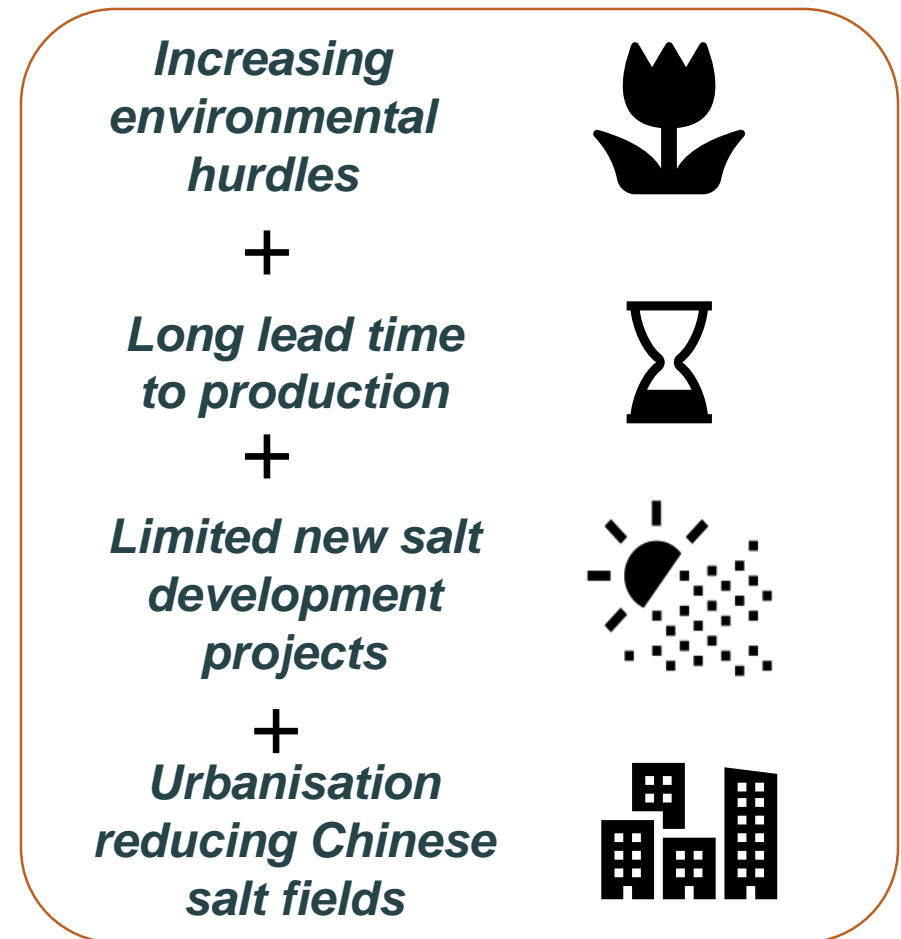 Increasing
environmental
hurdles
+
Long lead time
to production
+
Limited new salt
development
projects
+
Urbanisation
reducing Chinese
salt fields